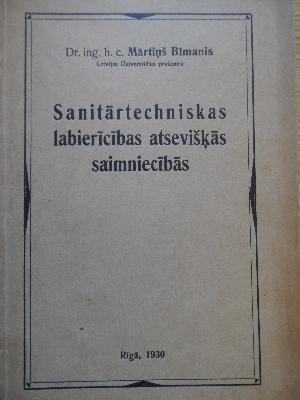 Dr. ing. h. c. Mārtiņš Bīmanis
Latvijas Universitātes profesors
Sanitārtechniskas
labierīcības atsevišķās
saimniecībās
Rīgā, 1930